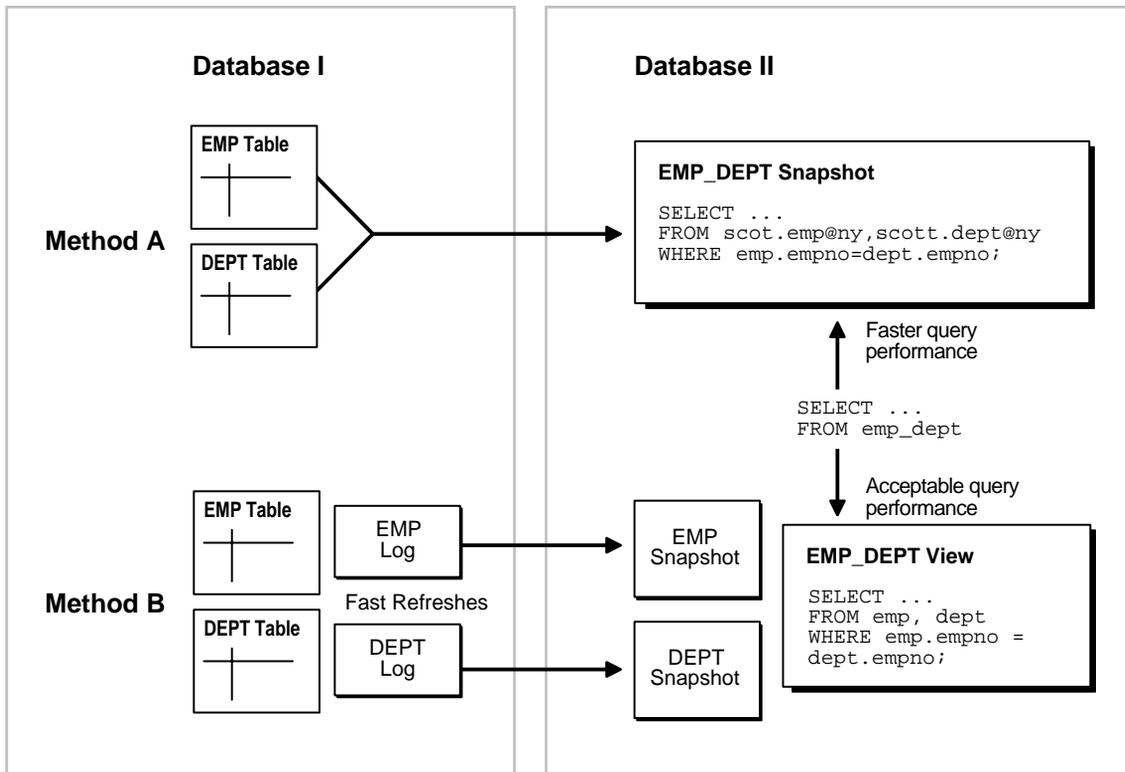 Database I
Database II
Method A
EMP Table
DEPT Table
EMP_DEPT Snapshot
SELECT ...
FROM scot.emp@ny,scott.dept@ny
WHERE emp.empno=dept.empno;
Faster query
performance
SELECT ...
FROM emp_dept
Acceptable query
performance
Method B
EMP Table
EMP
Log
Fast Refreshes
DEPT Table
DEPT
Log
EMP
Snapshot
DEPT
Snapshot
EMP_DEPT View
SELECT ...
FROM emp, dept
WHERE emp.empno =
dept.empno;